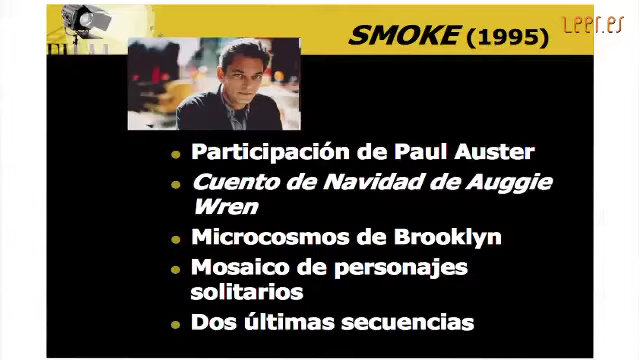 SMOKE (1995)
Leer.es
Participación de Paul Auster
Cuento de Navidad de Auggie
Wren
Microcosmos de Brooklyn
Mosaico de personajes
solitarios
Dos últimas secuencias